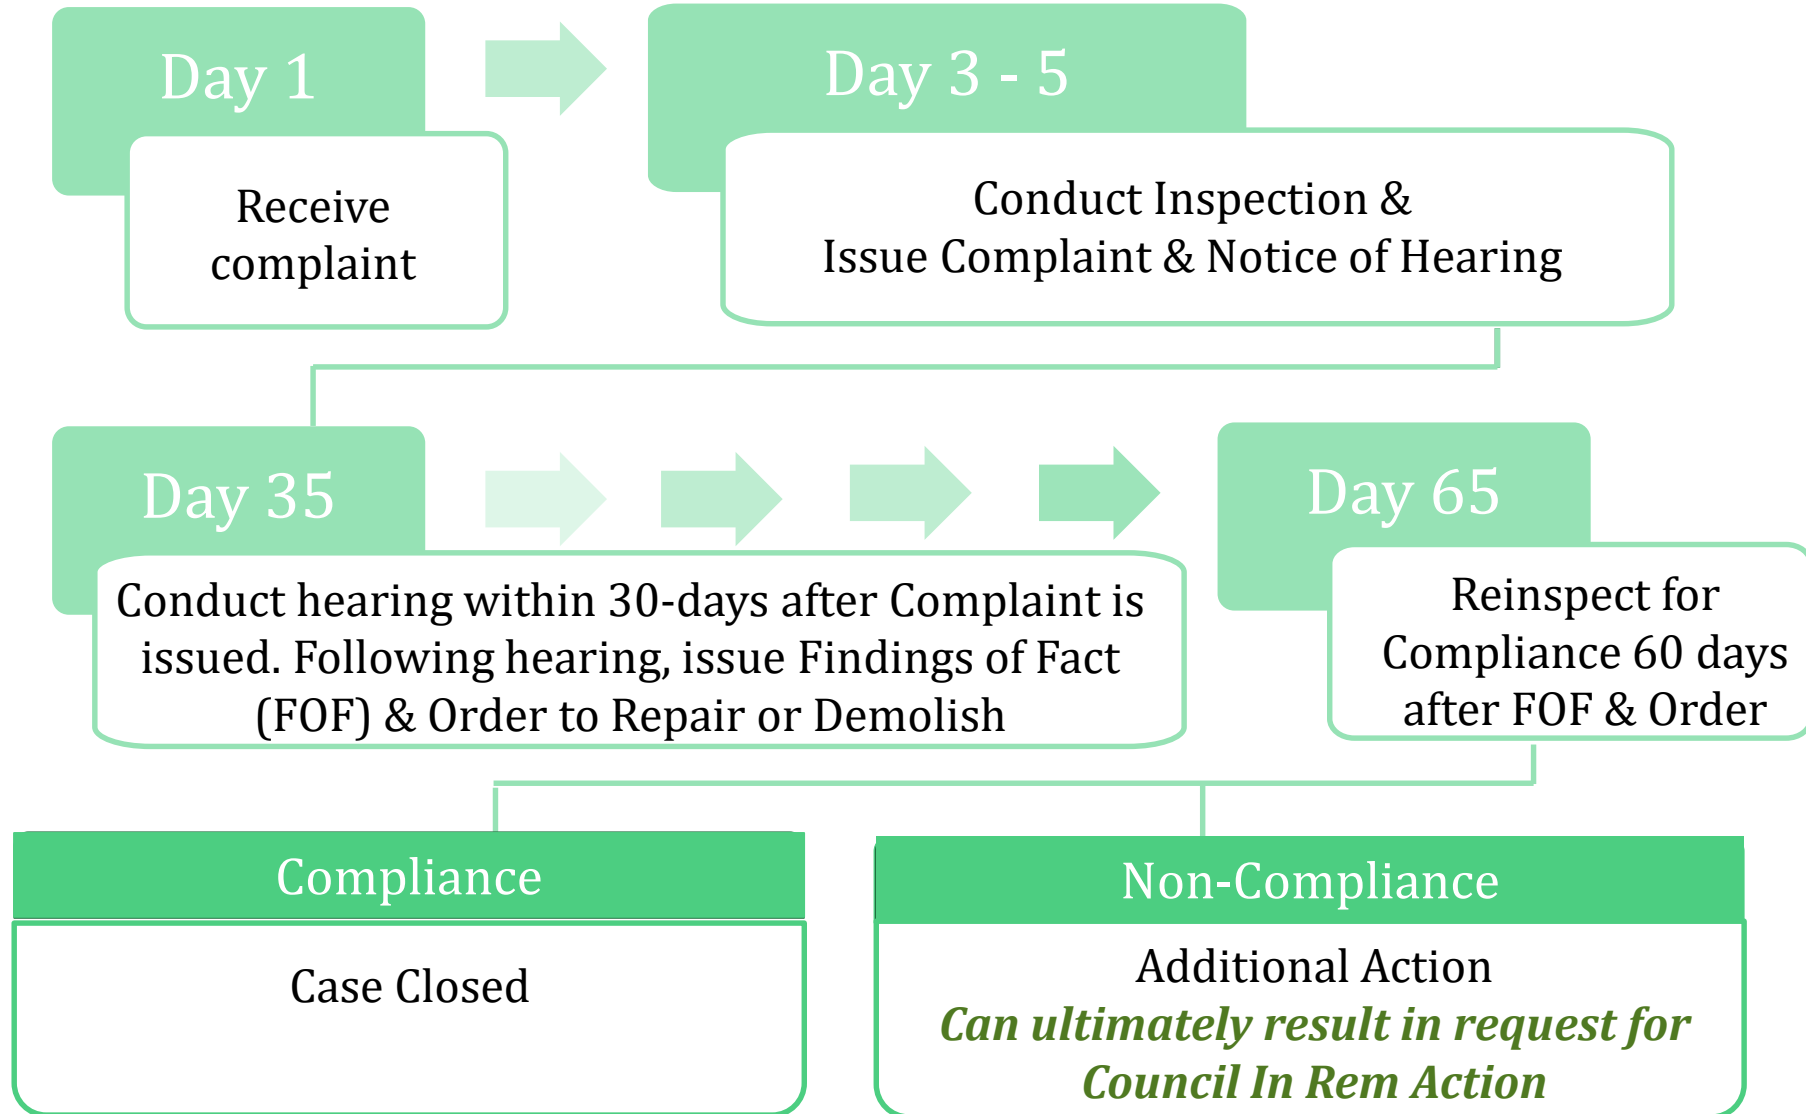 Day 1
Receive
complaint
Day 3 - 5
Conduct Inspection &
Issue Complaint & Notice of Hearing
Day 35
Conduct hearing within 30-days after Complaint is
issued. Following hearing, issue Findings of Fact
(FOF) & Order to Repair or Demolish
Day 65
Reinspect for
Compliance 60 days
after FOF & Order
Compliance
Case Closed
Non-Compliance
Additional Action
Can ultimately result in request for
Council In Rem Action